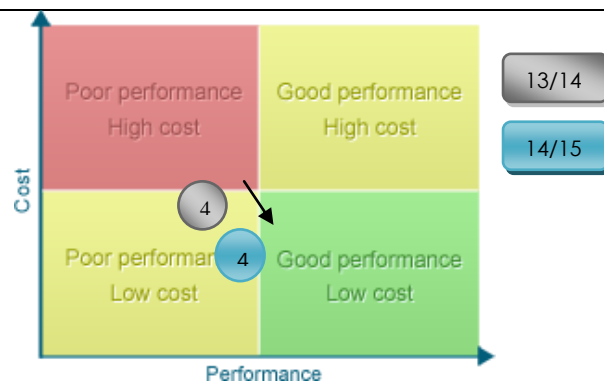 Poor performance
High cost
Good performance
High cost
13/14
14/15
Cost
4
Poor performan
4
Low cost
Good performance
Low cost
Performance